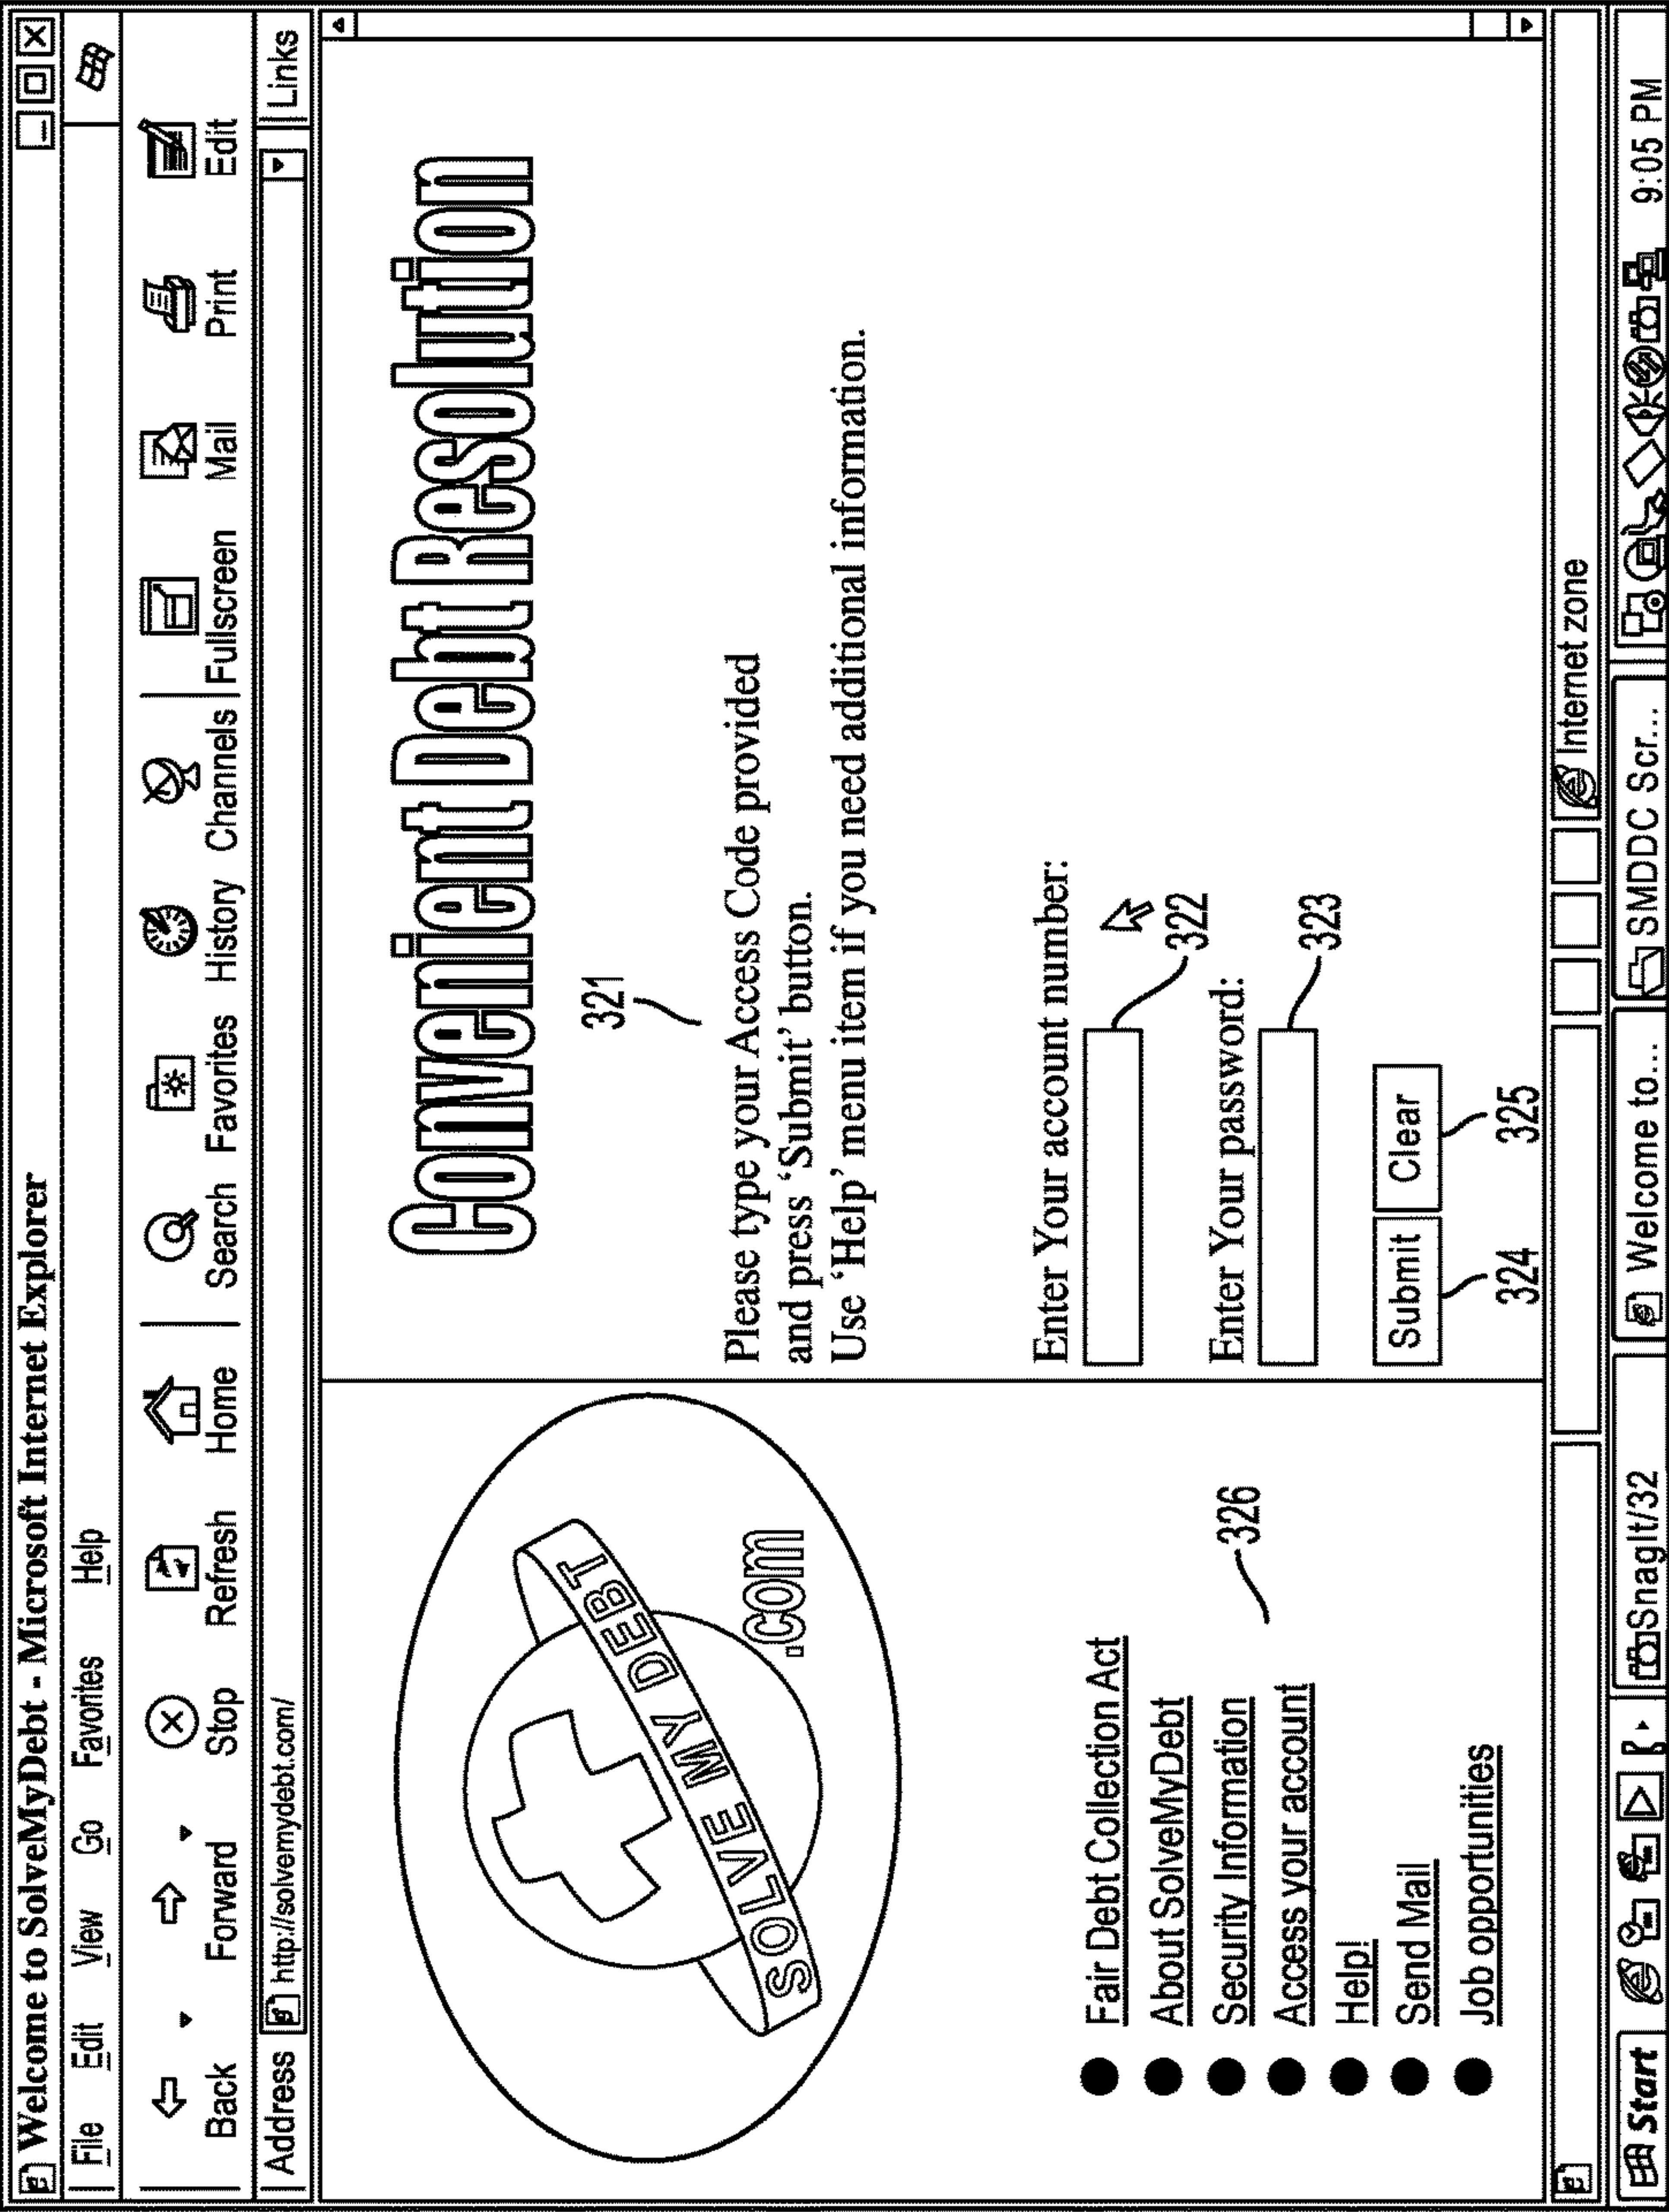 Welcome to SolveMyDebt - Microsoft Internet Explorer
File Edit View Go Favorites Help
Back Forward Stop Refresh Home Search Favorites History Channels Fullscreen Mail Print Edit
Address http://solvemydebt.com/ Links
SOLVE MY DEBT
.com
Fair Debt Collection Act
About SolveMyDebt
Security Information
Access your account
Help!
Send Mail
Job opportunities
326
Convenient Debt Resolution
321
Please type your Access Code provided
and press ‘Submit’ button.
Use ‘Help’ menu item if you need additional information.
Enter Your account number:
322
Enter Your password:
323
Submit Clear
324 325
Internet zone
Start SnagIt/32 Welcome to... SMDDC Scr... 9:05 PM